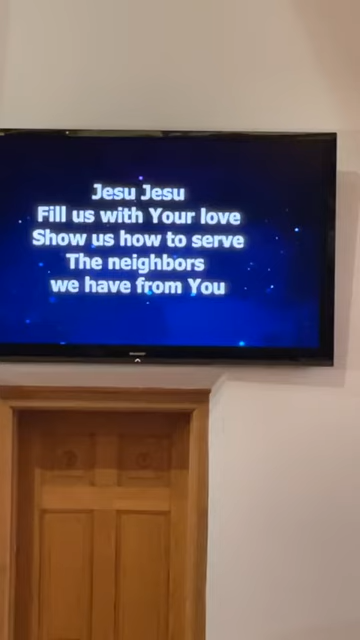 Jesu Jesu
Fill us with Your love
Show us how to serve
The neighbors
we have from You